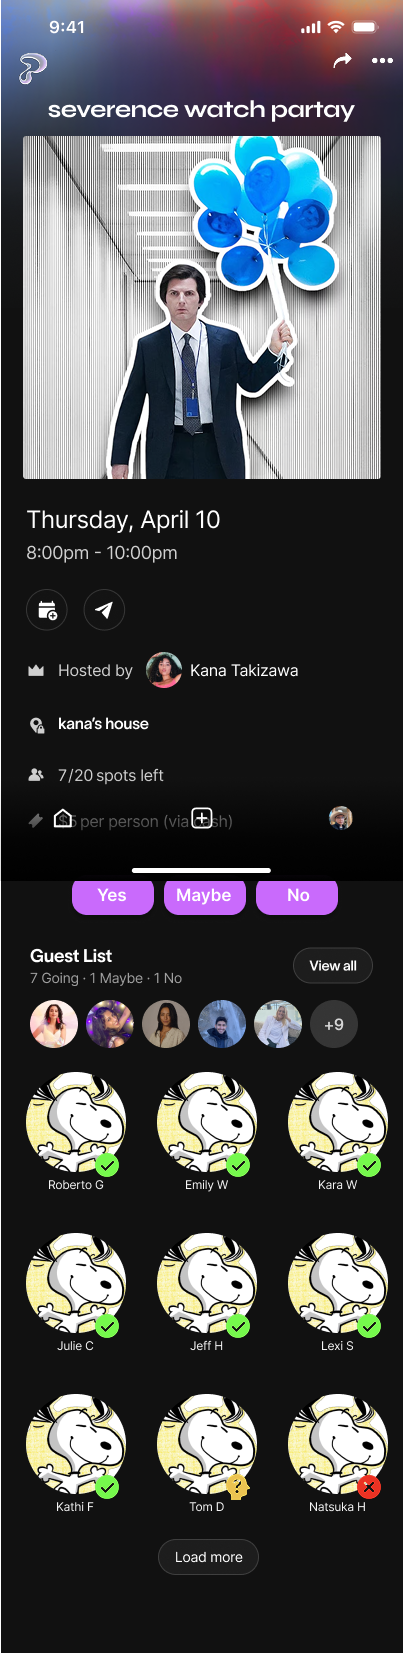 9:41
severence watch partay
Thursday, April 10
8:00pm - 10:00pm
Hosted by Kana Takizawa
kana's house
7/20 spots left
$5 per person (via cash)
Yes Maybe No
Guest List
View all
7 Going · 1 Maybe · 1 No
+9
Roberto G Emily W Kara W
Julie C Jeff H Lexi S
Kathi F Tom D Natsuka H
Load more